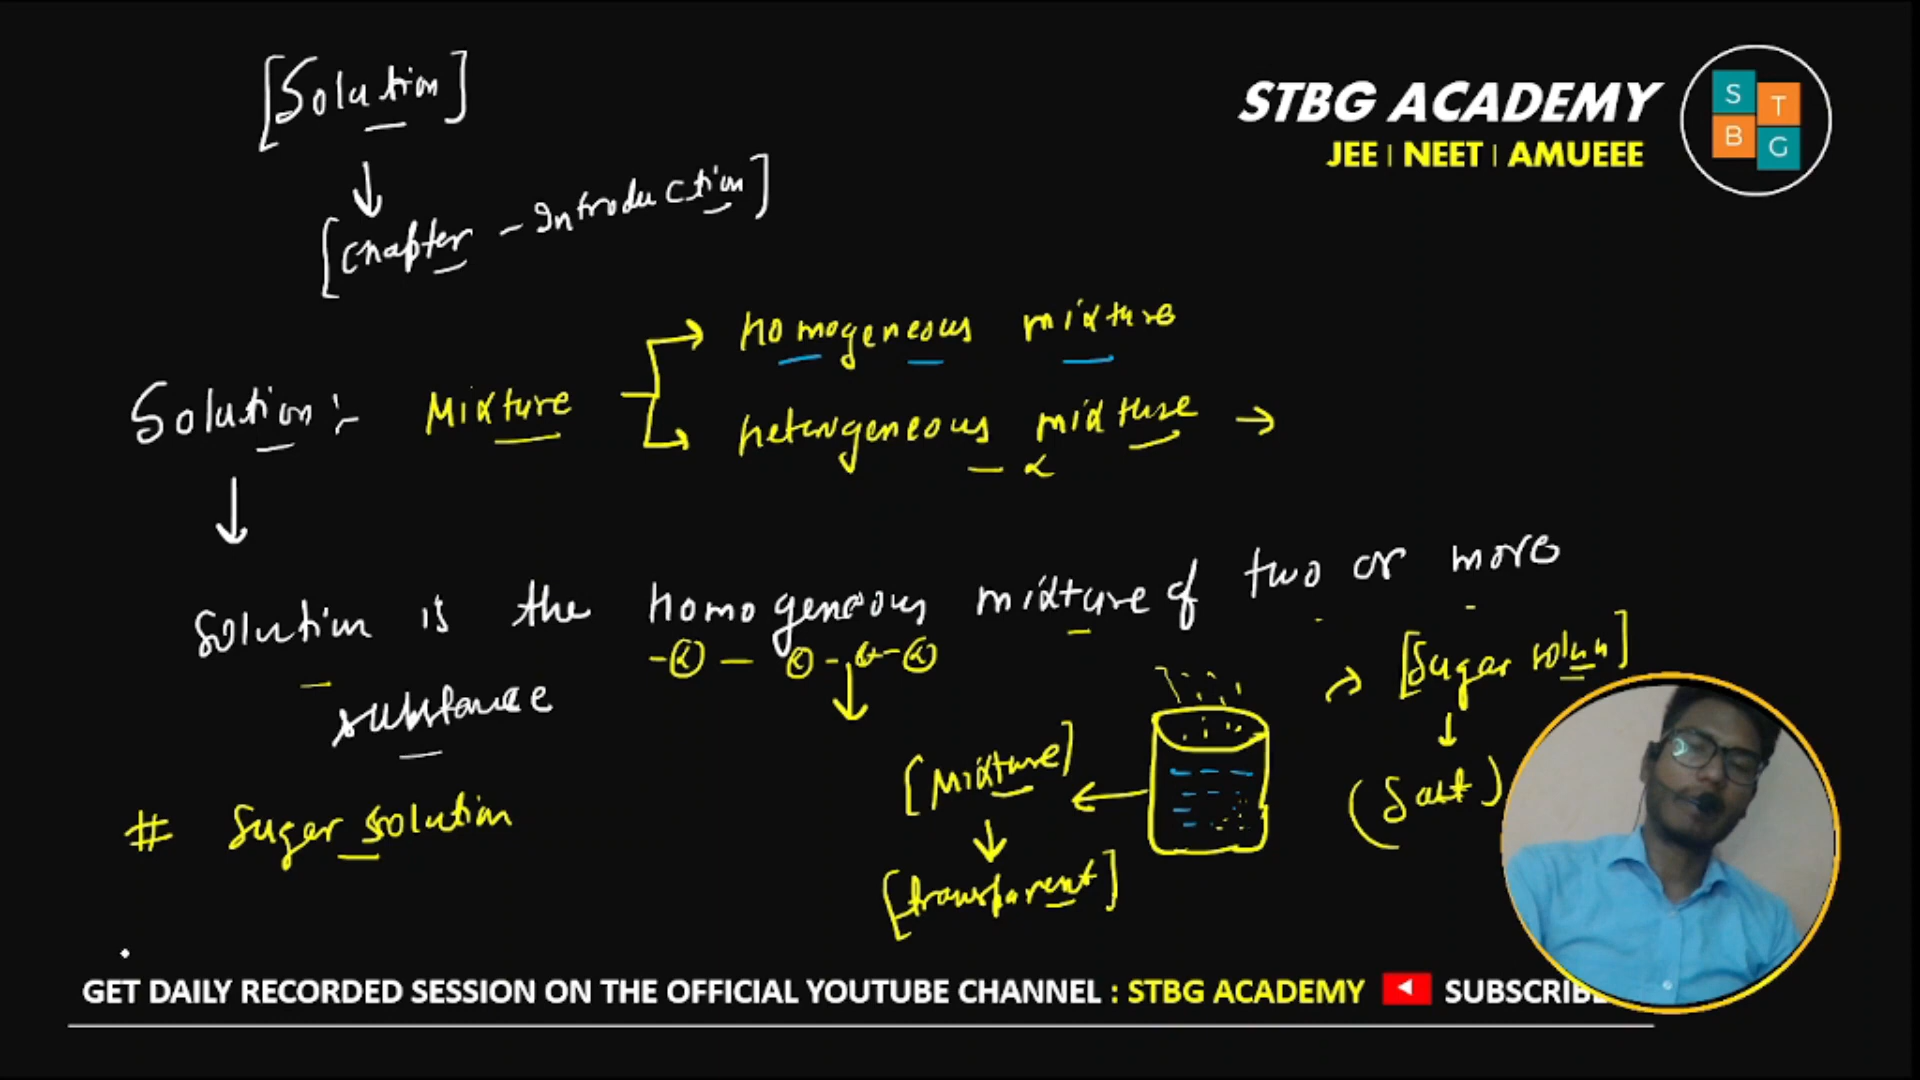 [Solution]
STBG ACADEMY
JEE | NEET | AMUEEE
S T
B G
[Chapter - Introduction]
homogeneous mixture
Solution :- Mixture
heterogeneous mixture →
Solution is the homogeneous mixture of two or more
substance
[Sugar soln]
[Mixture]
(Salt)
# Sugar solution
[transparent]
GET DAILY RECORDED SESSION ON THE OFFICIAL YOUTUBE CHANNEL : STBG ACADEMY